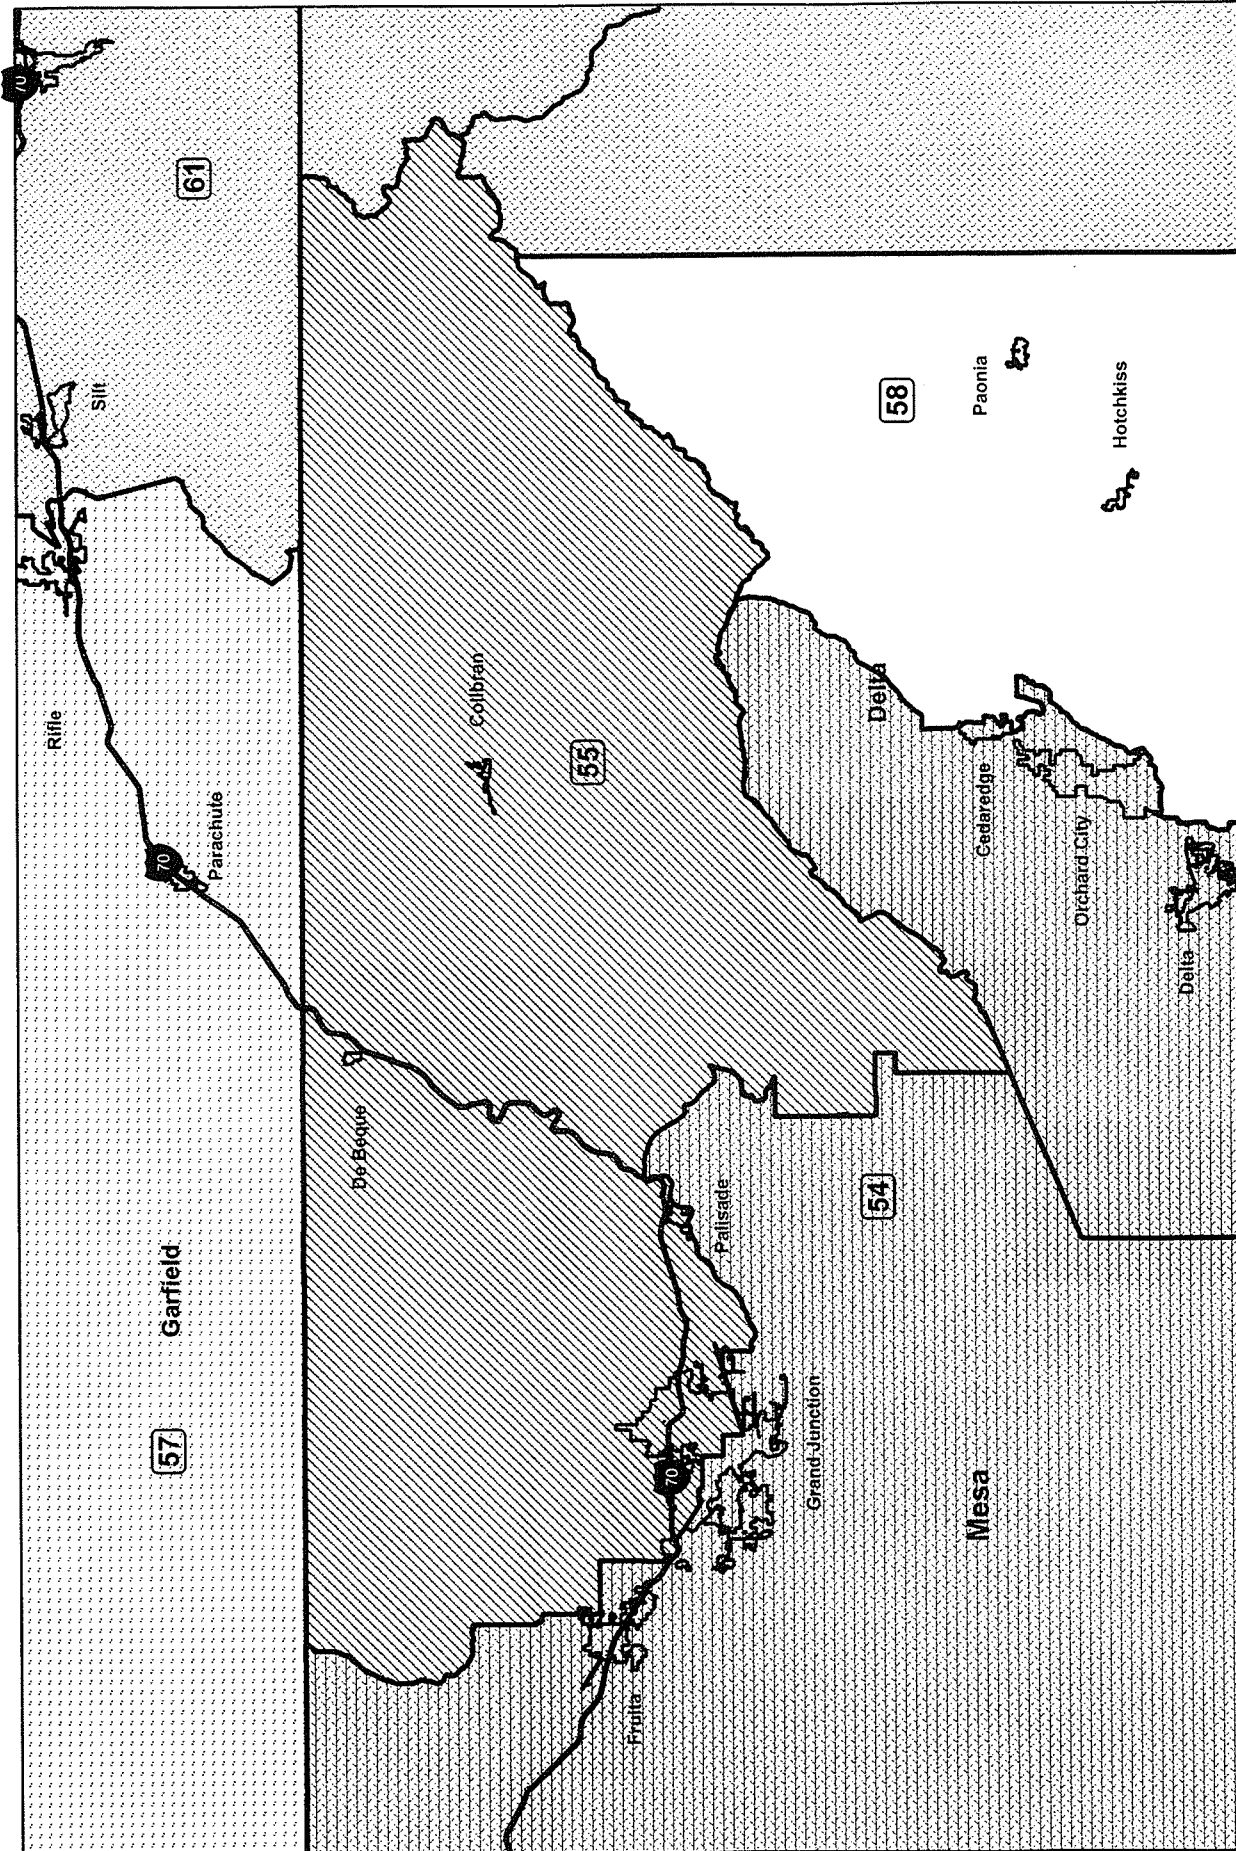 70
61
Silt
Rifle
70
Parachute
Garfield
57
Collbran
55
De Beque
58
Paonia
Hotchkiss
Delta
Cedaredge
Orchard City
Delta
Palisade
54
70
Grand Junction
Mesa
Fruita